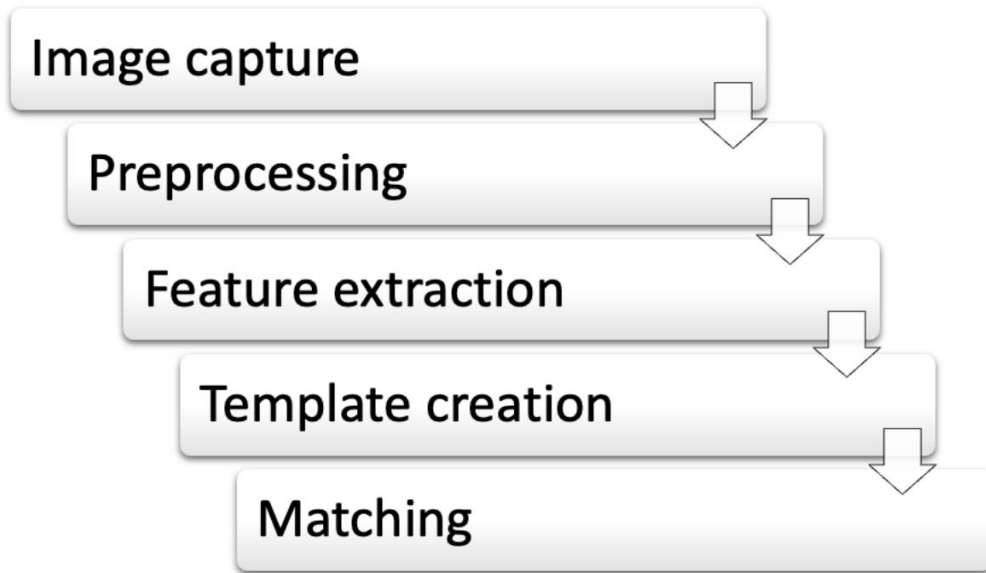 Image capture
Preprocessing
Feature extraction
Template creation
Matching